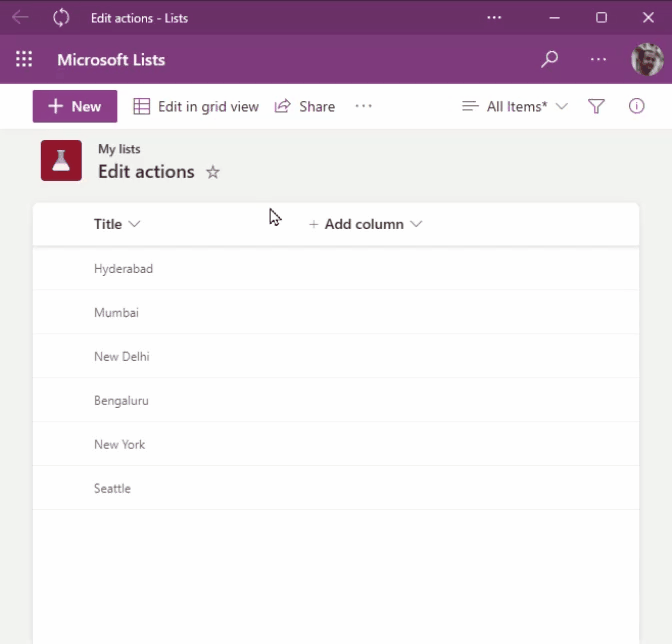 Edit actions - Lists
Microsoft Lists
New Edit in grid view Share All Items*
My lists
Edit actions
Title + Add column
Hyderabad
Mumbai
New Delhi
Bengaluru
New York
Seattle